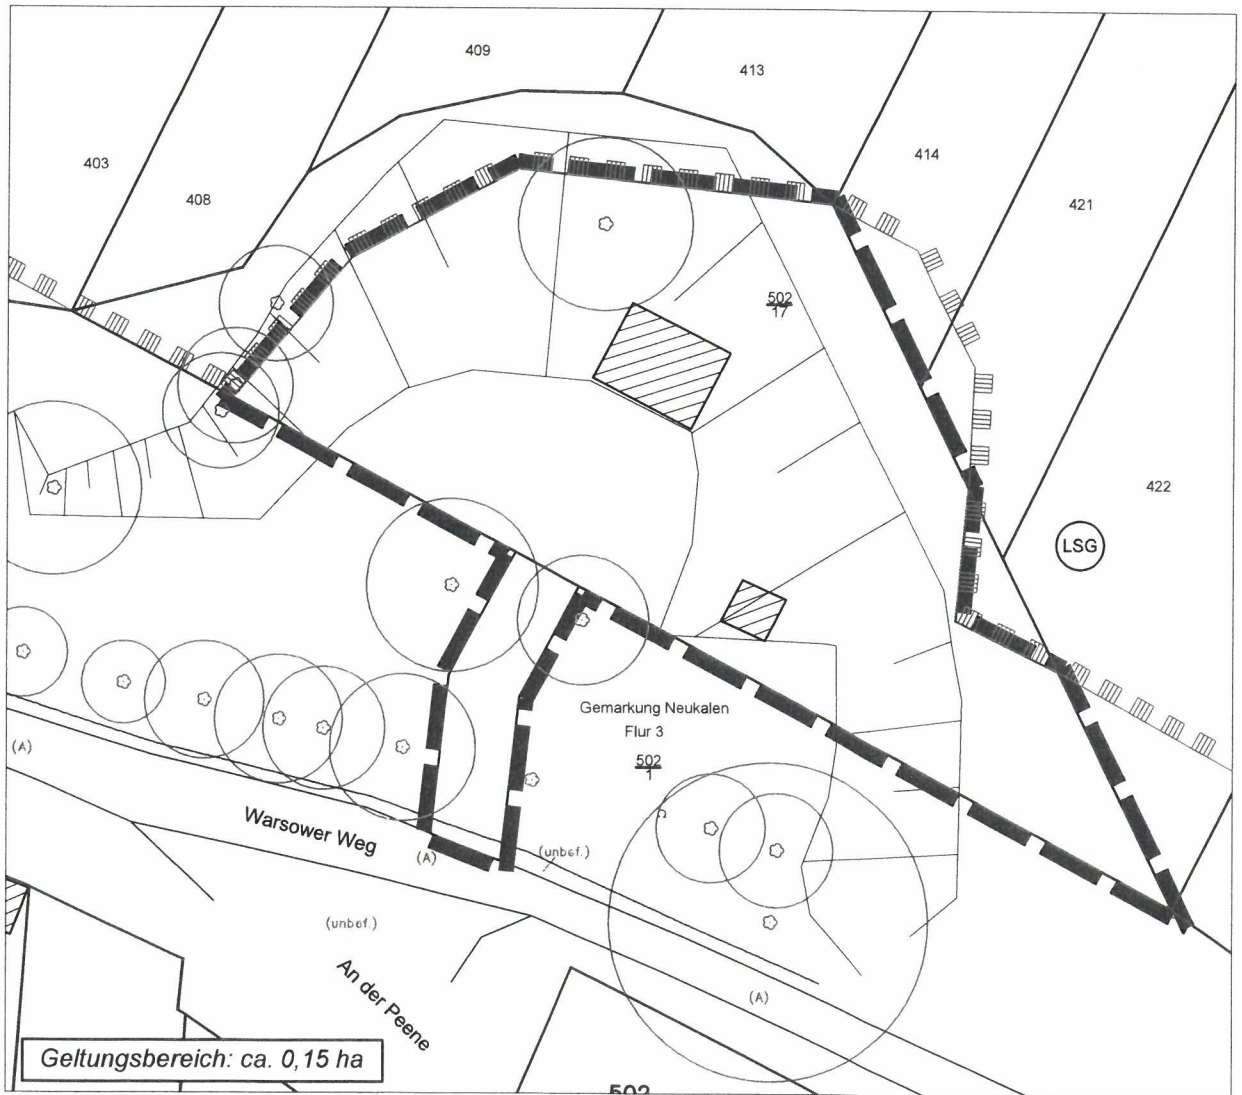 409
413
403
408
414
421
502
17
422
LSG
Gemarkung Neukalen
Flur 3
502
1
(A)
Warsower Weg
(A)
(unbef.)
(unbef.)
An der Peene
(A)
Geltungsbereich: ca. 0,15 ha
502